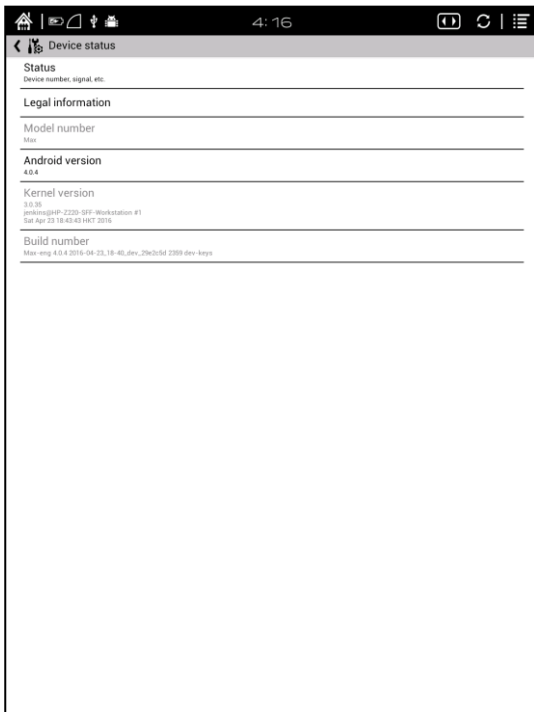 4:16
Device status
Status
Device number, signal, etc.
Legal information
Model number
Max
Android version
4.0.4
Kernel version
3.0.35
jenkins@HP-Z220-SFF-Workstation #1
Sat Apr 23 18:43:43 HKT 2016
Build number
Max-eng 4.0.4 2016-04-23_18-40_dev_29e2c5d 2359 dev-keys